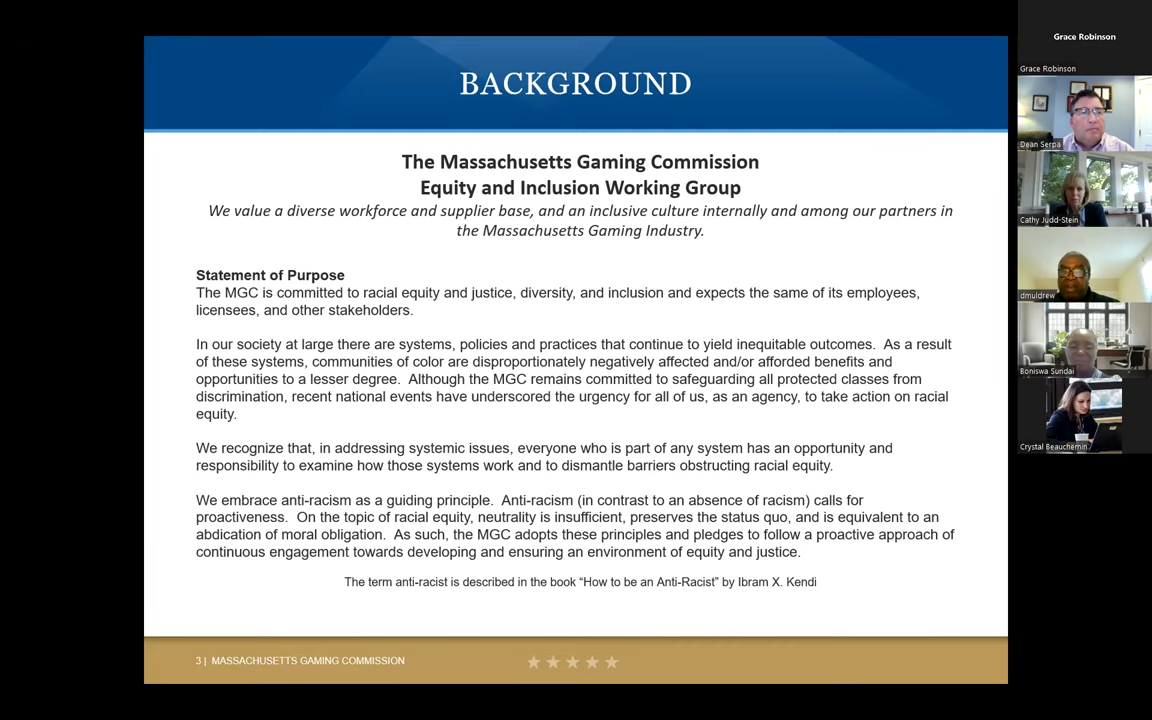 BACKGROUND
The Massachusetts Gaming Commission
Equity and Inclusion Working Group
We value a diverse workforce and supplier base, and an inclusive culture internally and among our partners in
the Massachusetts Gaming Industry.
Statement of Purpose
The MGC is committed to racial equity and justice, diversity, and inclusion and expects the same of its employees,
licensees, and other stakeholders.
In our society at large there are systems, policies and practices that continue to yield inequitable outcomes.  As a result
of these systems, communities of color are disproportionately negatively affected and/or afforded benefits and
opportunities to a lesser degree.  Although the MGC remains committed to safeguarding all protected classes from
discrimination, recent national events have underscored the urgency for all of us, as an agency, to take action on racial
equity.
We recognize that, in addressing systemic issues, everyone who is part of any system has an opportunity and
responsibility to examine how those systems work and to dismantle barriers obstructing racial equity.
We embrace anti-racism as a guiding principle.  Anti-racism (in contrast to an absence of racism) calls for
proactiveness.  On the topic of racial equity, neutrality is insufficient, preserves the status quo, and is equivalent to an
abdication of moral obligation.  As such, the MGC adopts these principles and pledges to follow a proactive approach of
continuous engagement towards developing and ensuring an environment of equity and justice.
The term anti-racist is described in the book “How to be an Anti-Racist” by Ibram X. Kendi
3 |  MASSACHUSETTS GAMING COMMISSION
Grace Robinson
Grace Robinson
Dean Serpa
Cathy Judd-Stein
dmuldrew
Boniswa Sundai
Crystal Beauchemin